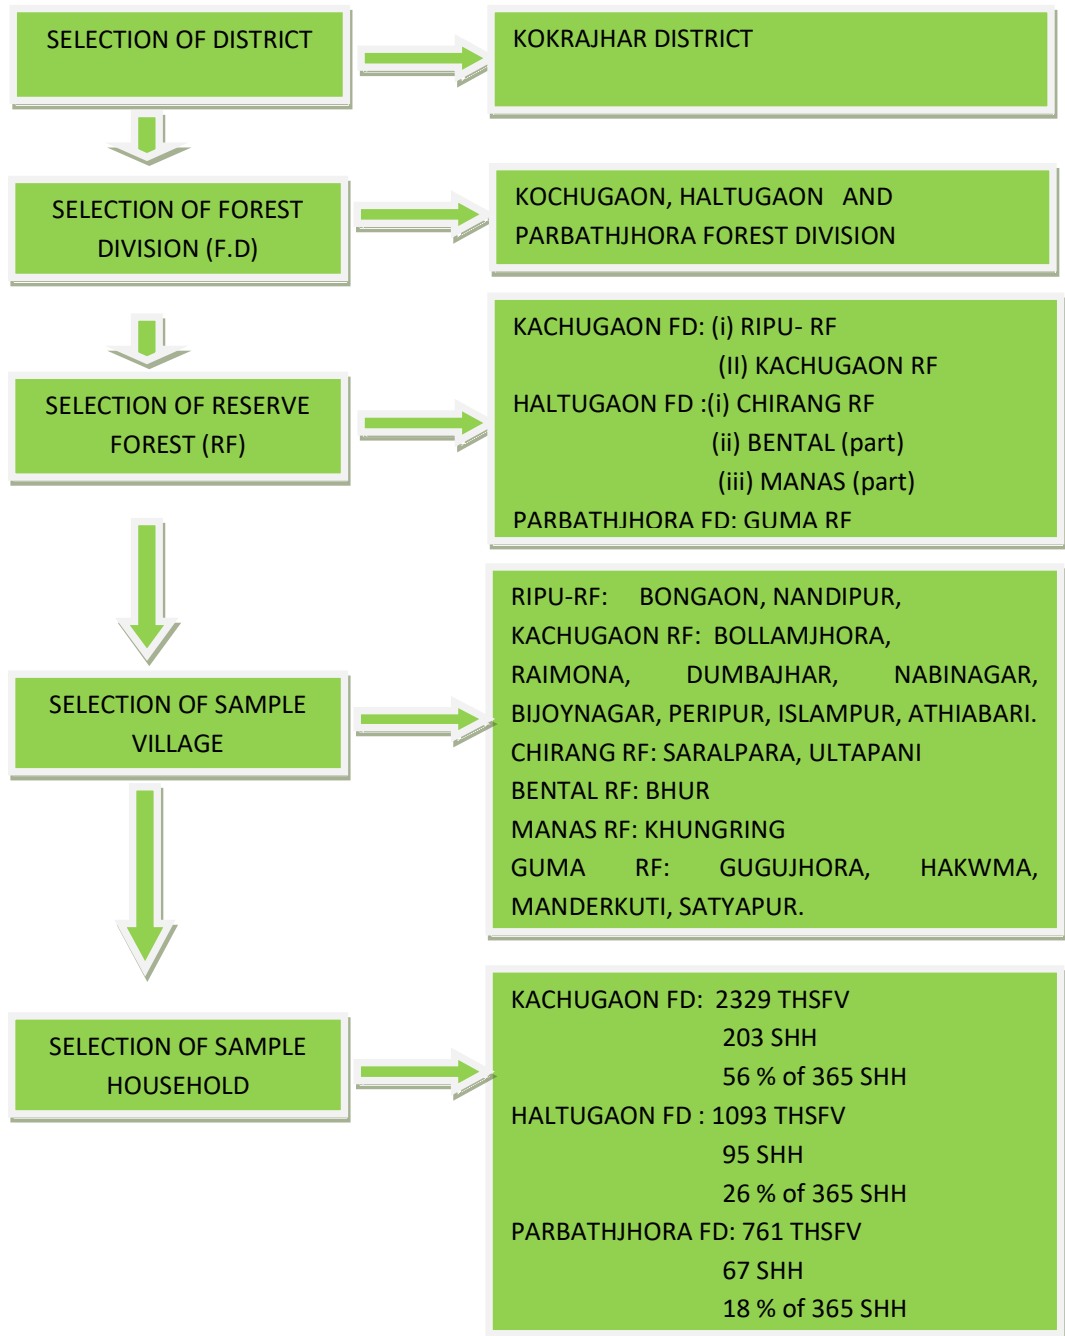 SELECTION OF DISTRICT
KOKRAJHAR DISTRICT
SELECTION OF FOREST
DIVISION (F.D)
KOCHUGAON, HALTUGAON AND
PARBATHJHORA FOREST DIVISION
SELECTION OF RESERVE
FOREST (RF)
KACHUGAON FD: (i) RIPU- RF
(II) KACHUGAON RF
HALTUGAON FD :(i) CHIRANG RF
(ii) BENTAL (part)
(iii) MANAS (part)
PARBATHJHORA FD: GUMA RF
SELECTION OF SAMPLE
VILLAGE
RIPU-RF: BONGAON, NANDIPUR,
KACHUGAON RF: BOLLAMJHORA,
RAIMONA, DUMBAJHAR, NABINAGAR,
BIJOYNAGAR, PERIPUR, ISLAMPUR, ATHIABARI.
CHIRANG RF: SARALPARA, ULTAPANI
BENTAL RF: BHUR
MANAS RF: KHUNGRING
GUMA RF: GUGUJHORA, HAKWMA,
MANDERKUTI, SATYAPUR.
SELECTION OF SAMPLE
HOUSEHOLD
KACHUGAON FD: 2329 THSFV
203 SHH
56 % of 365 SHH
HALTUGAON FD : 1093 THSFV
95 SHH
26 % of 365 SHH
PARBATHJHORA FD: 761 THSFV
67 SHH
18 % of 365 SHH